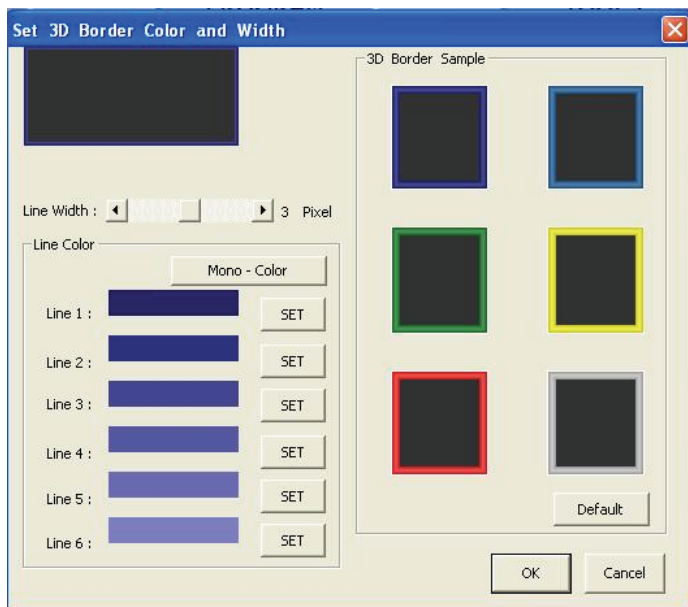 Set 3D Border Color and Width
3D Border Sample
Line Width : 3 Pixel
Line Color
Mono - Color
Line 1 : SET
Line 2 : SET
Line 3 : SET
Line 4 : SET
Line 5 : SET
Line 6 : SET
Default
OK Cancel